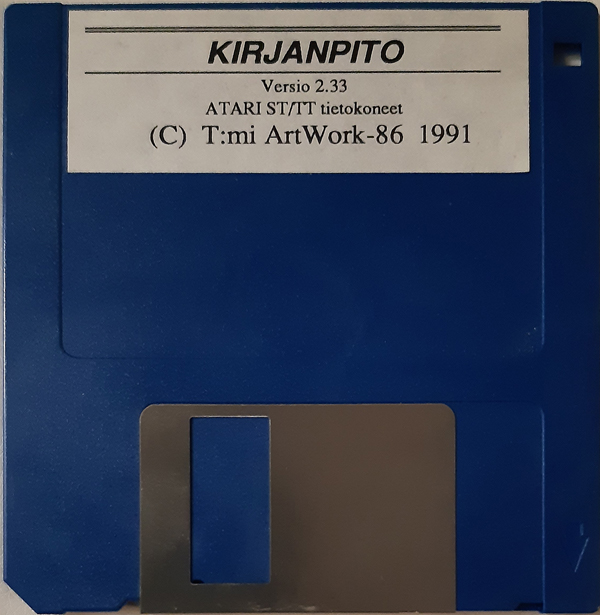 KIRJANPITO
Versio 2.33
ATARI ST/TT tietokoneet
(C) T:mi ArtWork-86 1991